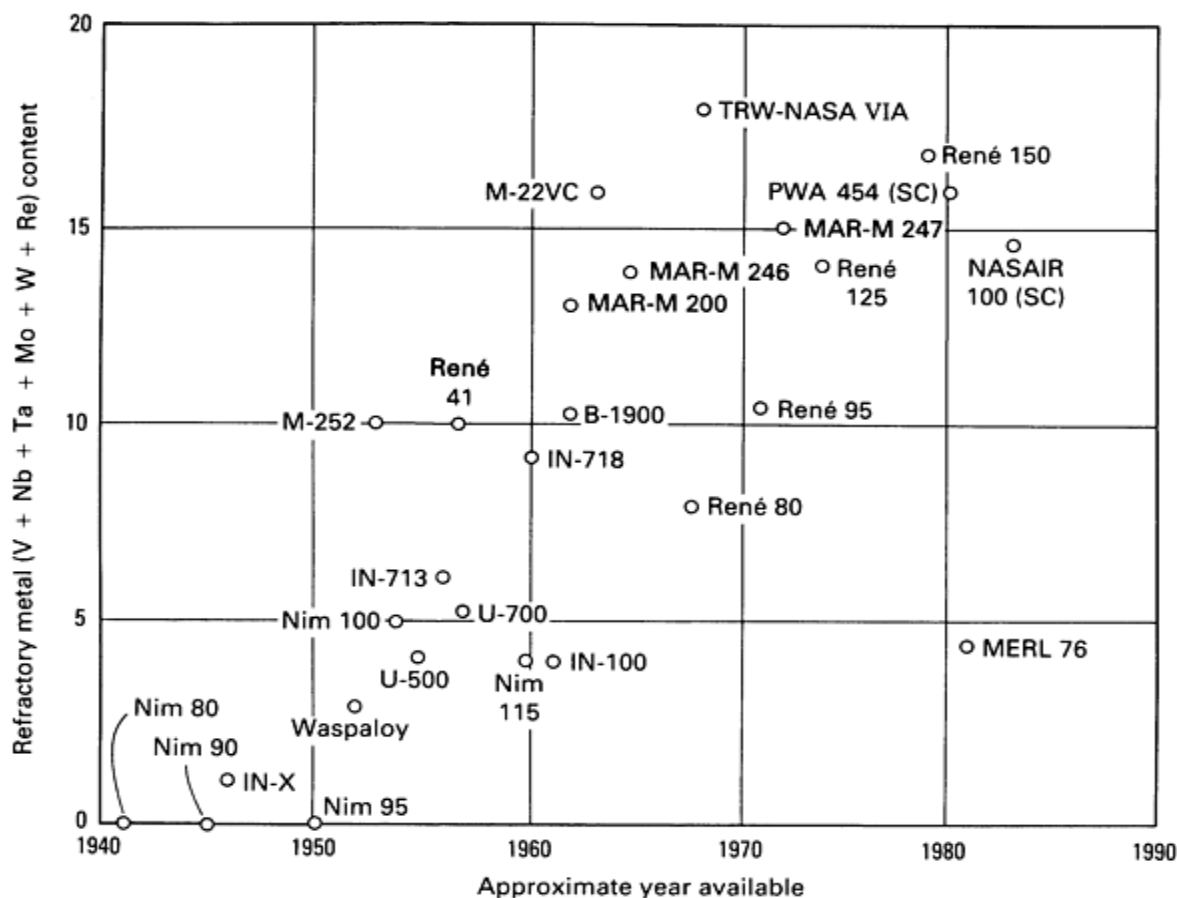 Refractory metal (V + Nb + Ta + Mo + W + Re) content
20
15
10
5
0
TRW-NASA VIA
René 150
M-22VC
PWA 454 (SC)
MAR-M 247
MAR-M 246
René
125
NASAIR
100 (SC)
MAR-M 200
René
41
M-252
B-1900
René 95
IN-718
René 80
IN-713
U-700
Nim 100
MERL 76
U-500
Nim
115
IN-100
Nim 80
Waspaloy
Nim 90
IN-X
Nim 95
1940
1950
1960
1970
1980
1990
Approximate year available